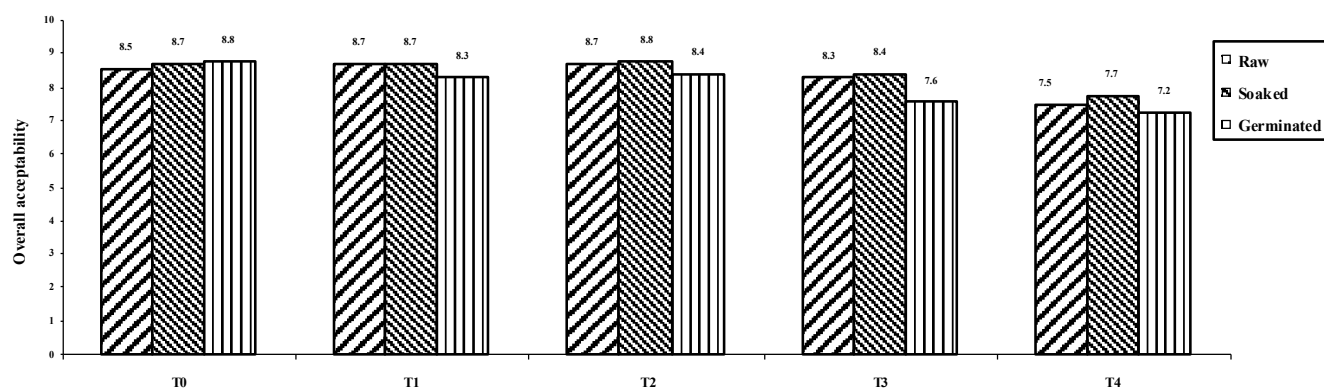 Overall acceptability
10
9
8
7
6
5
4
3
2
1
0
8.5 8.7 8.8
8.7 8.7 8.3
8.7 8.8 8.4
8.3 8.4 7.6
7.5 7.7 7.2
T0 T1 T2 T3 T4
Raw
Soaked
Germinated